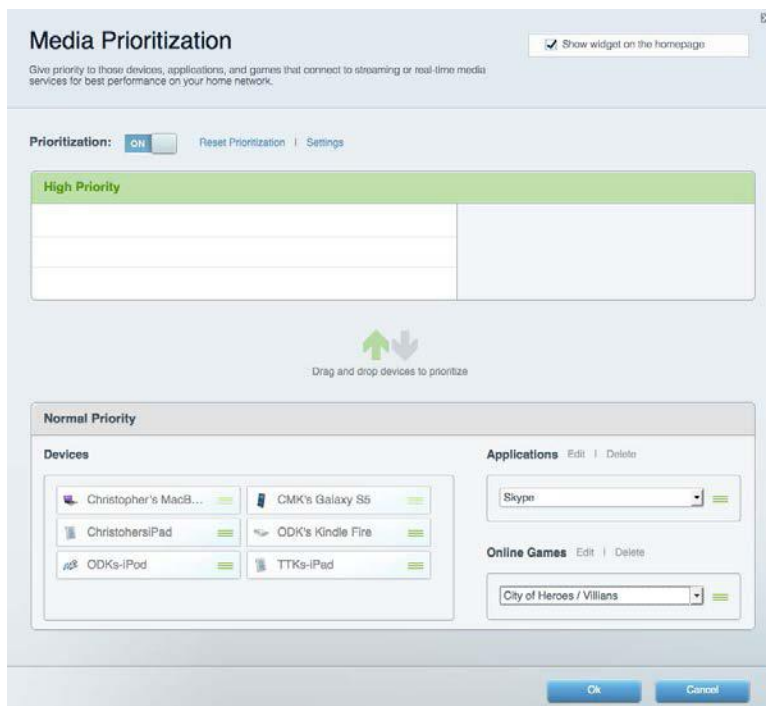 Media Prioritization
Show widget on the homepage
Give priority to those devices, applications, and games that connect to streaming or real-time media
services for best performance on your home network.
Prioritization: ON Reset Prioritization | Settings
High Priority
Drag and drop devices to prioritize
Normal Priority
Devices
Applications Edit | Delete
Christopher's MacB... CMK's Galaxy S5
Skype
ChristohersiPad ODK's Kindle Fire
Online Games Edit | Delete
ODKs-iPod TTKs-iPad
City of Heroes / Villians
Ok Cancel